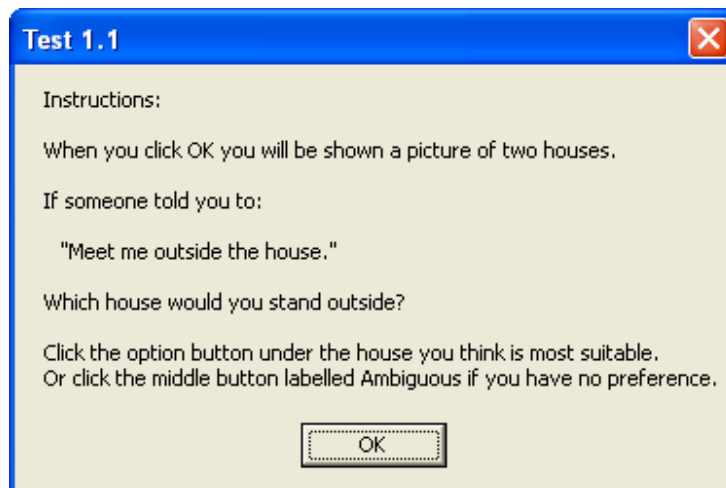 Test 1.1
Instructions:
When you click OK you will be shown a picture of two houses.
If someone told you to:
"Meet me outside the house."
Which house would you stand outside?
Click the option button under the house you think is most suitable.
Or click the middle button labelled Ambiguous if you have no preference.
OK